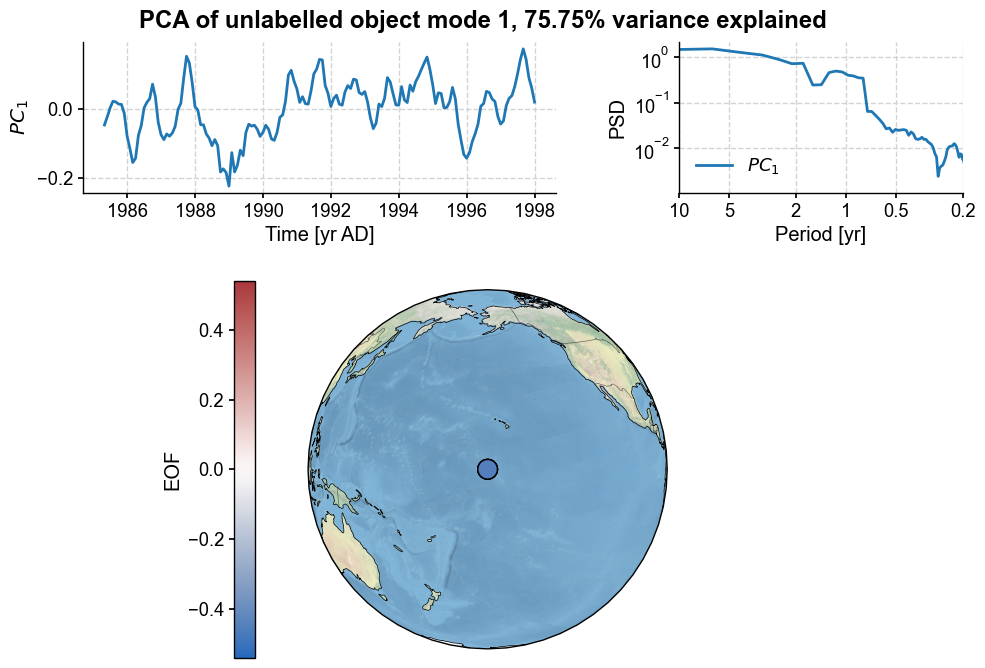 PCA of unlabelled object mode 1, 75.75% variance explained
PC₁
0.0
−0.2
1986 1988 1990 1992 1994 1996 1998
Time [yr AD]
PSD
10⁰
10⁻¹
10⁻²
PC₁
10 5 2 1 0.5 0.2
Period [yr]
EOF
0.4
0.2
0.0
−0.2
−0.4